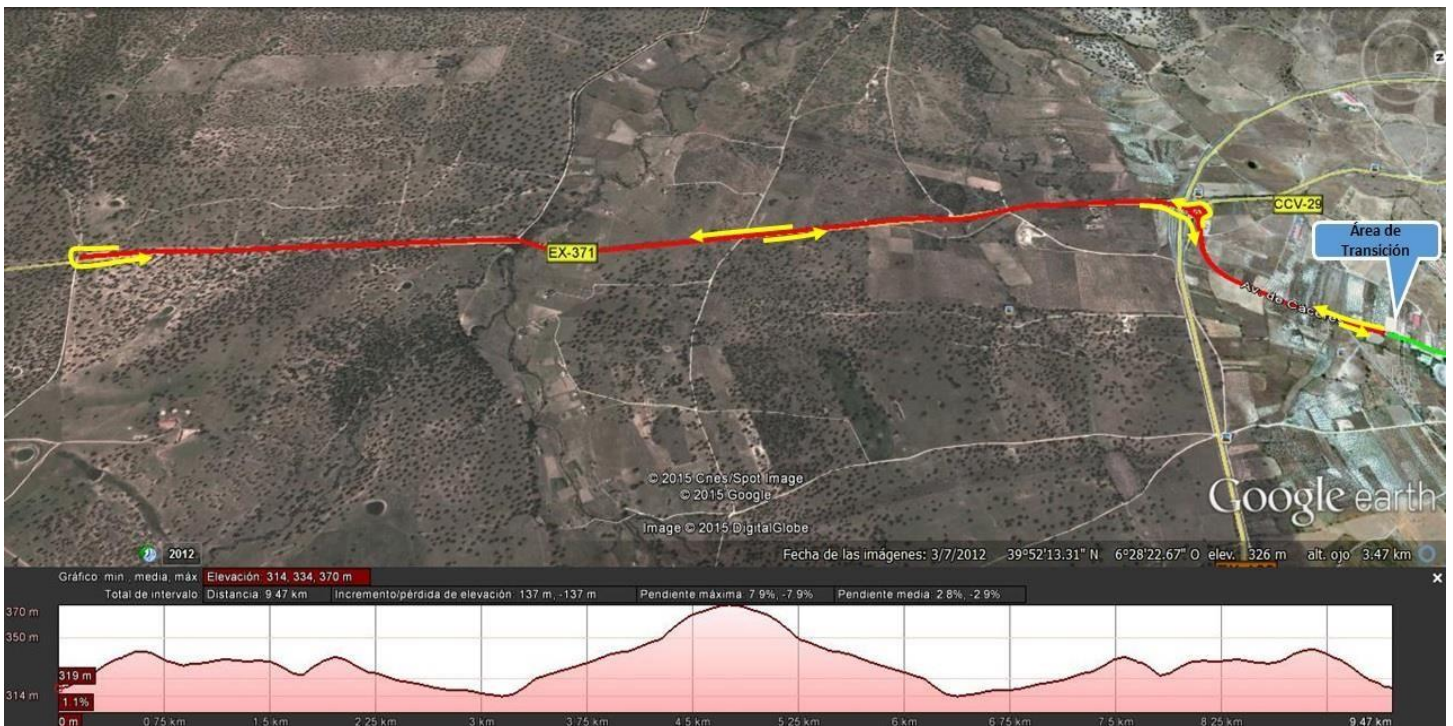 N
CCV-29
Área de
Transición
EX-371
Av. de Cácere
© 2015 Cnes/Spot Image
© 2015 Google
Image © 2015 DigitalGlobe
Google earth
2012
Fecha de las imágenes: 3/7/2012 39°52'13.31" N 6°28'22.67" O elev. 326 m alt. ojo 3.47 km
Gráfico: mín., media, máx. Elevación: 314, 334, 370 m
Total de intervalo Distancia: 9.47 km Incremento/pérdida de elevación: 137 m, -137 m Pendiente máxima: 7.9%, -7.9% Pendiente media: 2.8%, -2.9%
370 m
350 m
319 m
314 m
1.1%
0 m 0.75 km 1.5 km 2.25 km 3 km 3.75 km 4.5 km 5.25 km 6 km 6.75 km 7.5 km 8.25 km 9.47 km